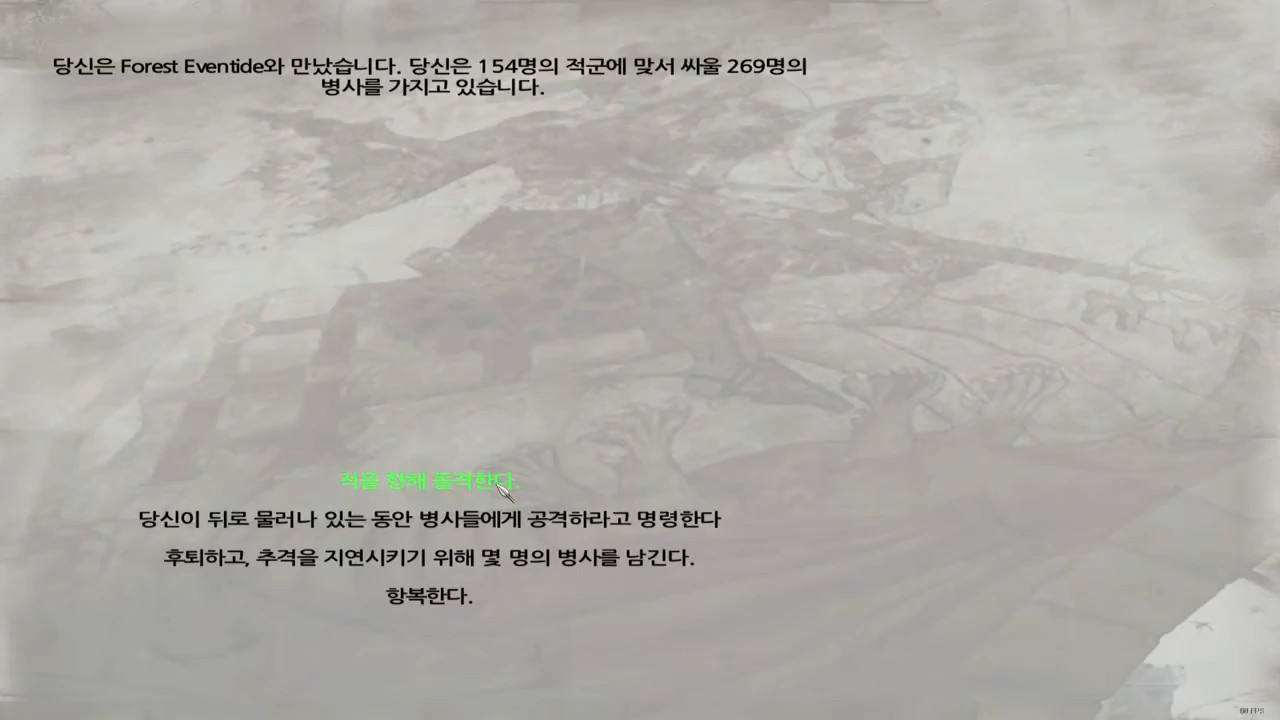 당신은 Forest Eventide와 만났습니다. 당신은 154명의 적군에 맞서 싸울 269명의
병사를 가지고 있습니다.
적을 향해 돌격한다.
당신이 뒤로 물러나 있는 동안 병사들에게 공격하라고 명령한다
후퇴하고, 추격을 지연시키기 위해 몇 명의 병사를 남긴다.
항복한다.
60 FPS